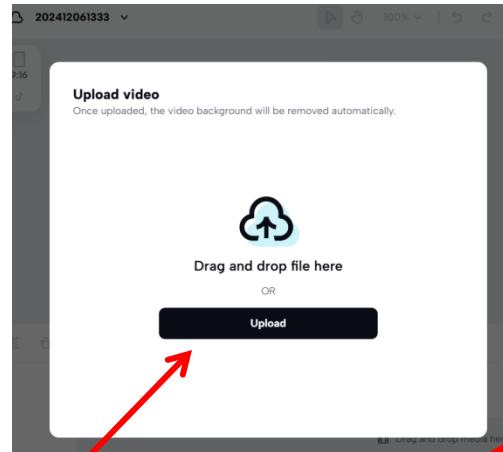 202412061333
100%
9:16
Upload video
Once uploaded, the video background will be removed automatically.
Drag and drop file here
OR
Upload
Drag and drop media her